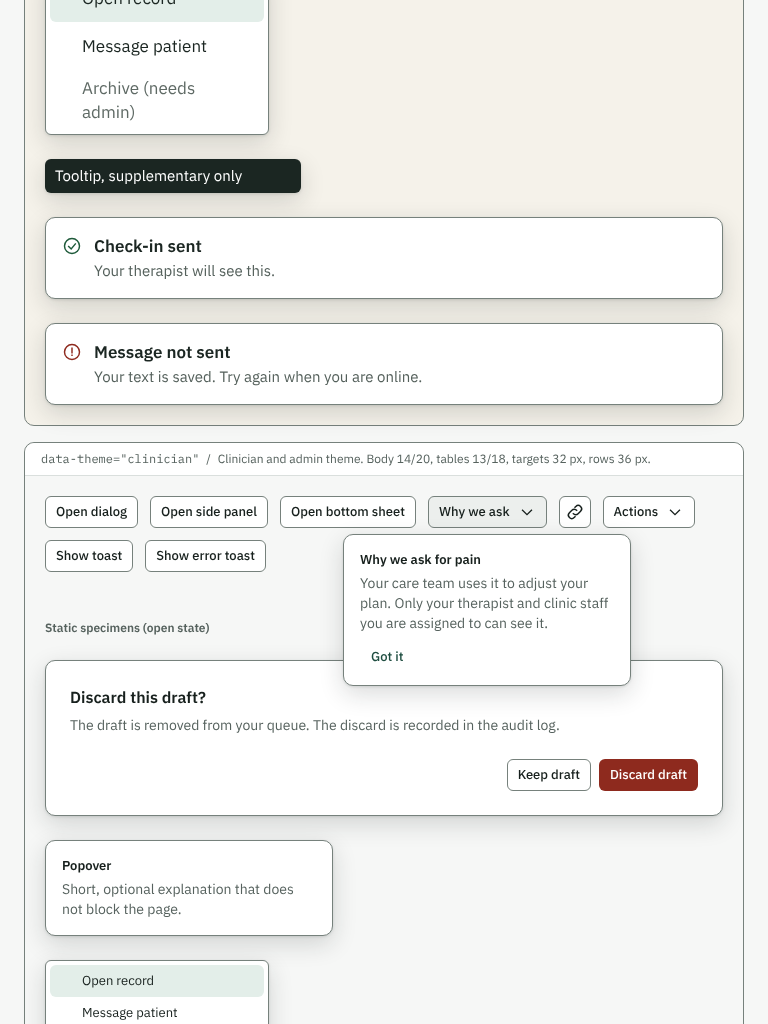 Open record
Message patient
Archive (needs
admin)
Tooltip, supplementary only
Check-in sent
Your therapist will see this.
Message not sent
Your text is saved. Try again when you are online.
data-theme="clinician" / Clinician and admin theme. Body 14/20, tables 13/18, targets 32 px, rows 36 px.
Open dialog
Open side panel
Open bottom sheet
Why we ask
Actions
Show toast
Show error toast
Why we ask for pain
Your care team uses it to adjust your
plan. Only your therapist and clinic staff
you are assigned to can see it.
Got it
Static specimens (open state)
Discard this draft?
The draft is removed from your queue. The discard is recorded in the audit log.
Keep draft
Discard draft
Popover
Short, optional explanation that does
not block the page.
Open record
Message patient